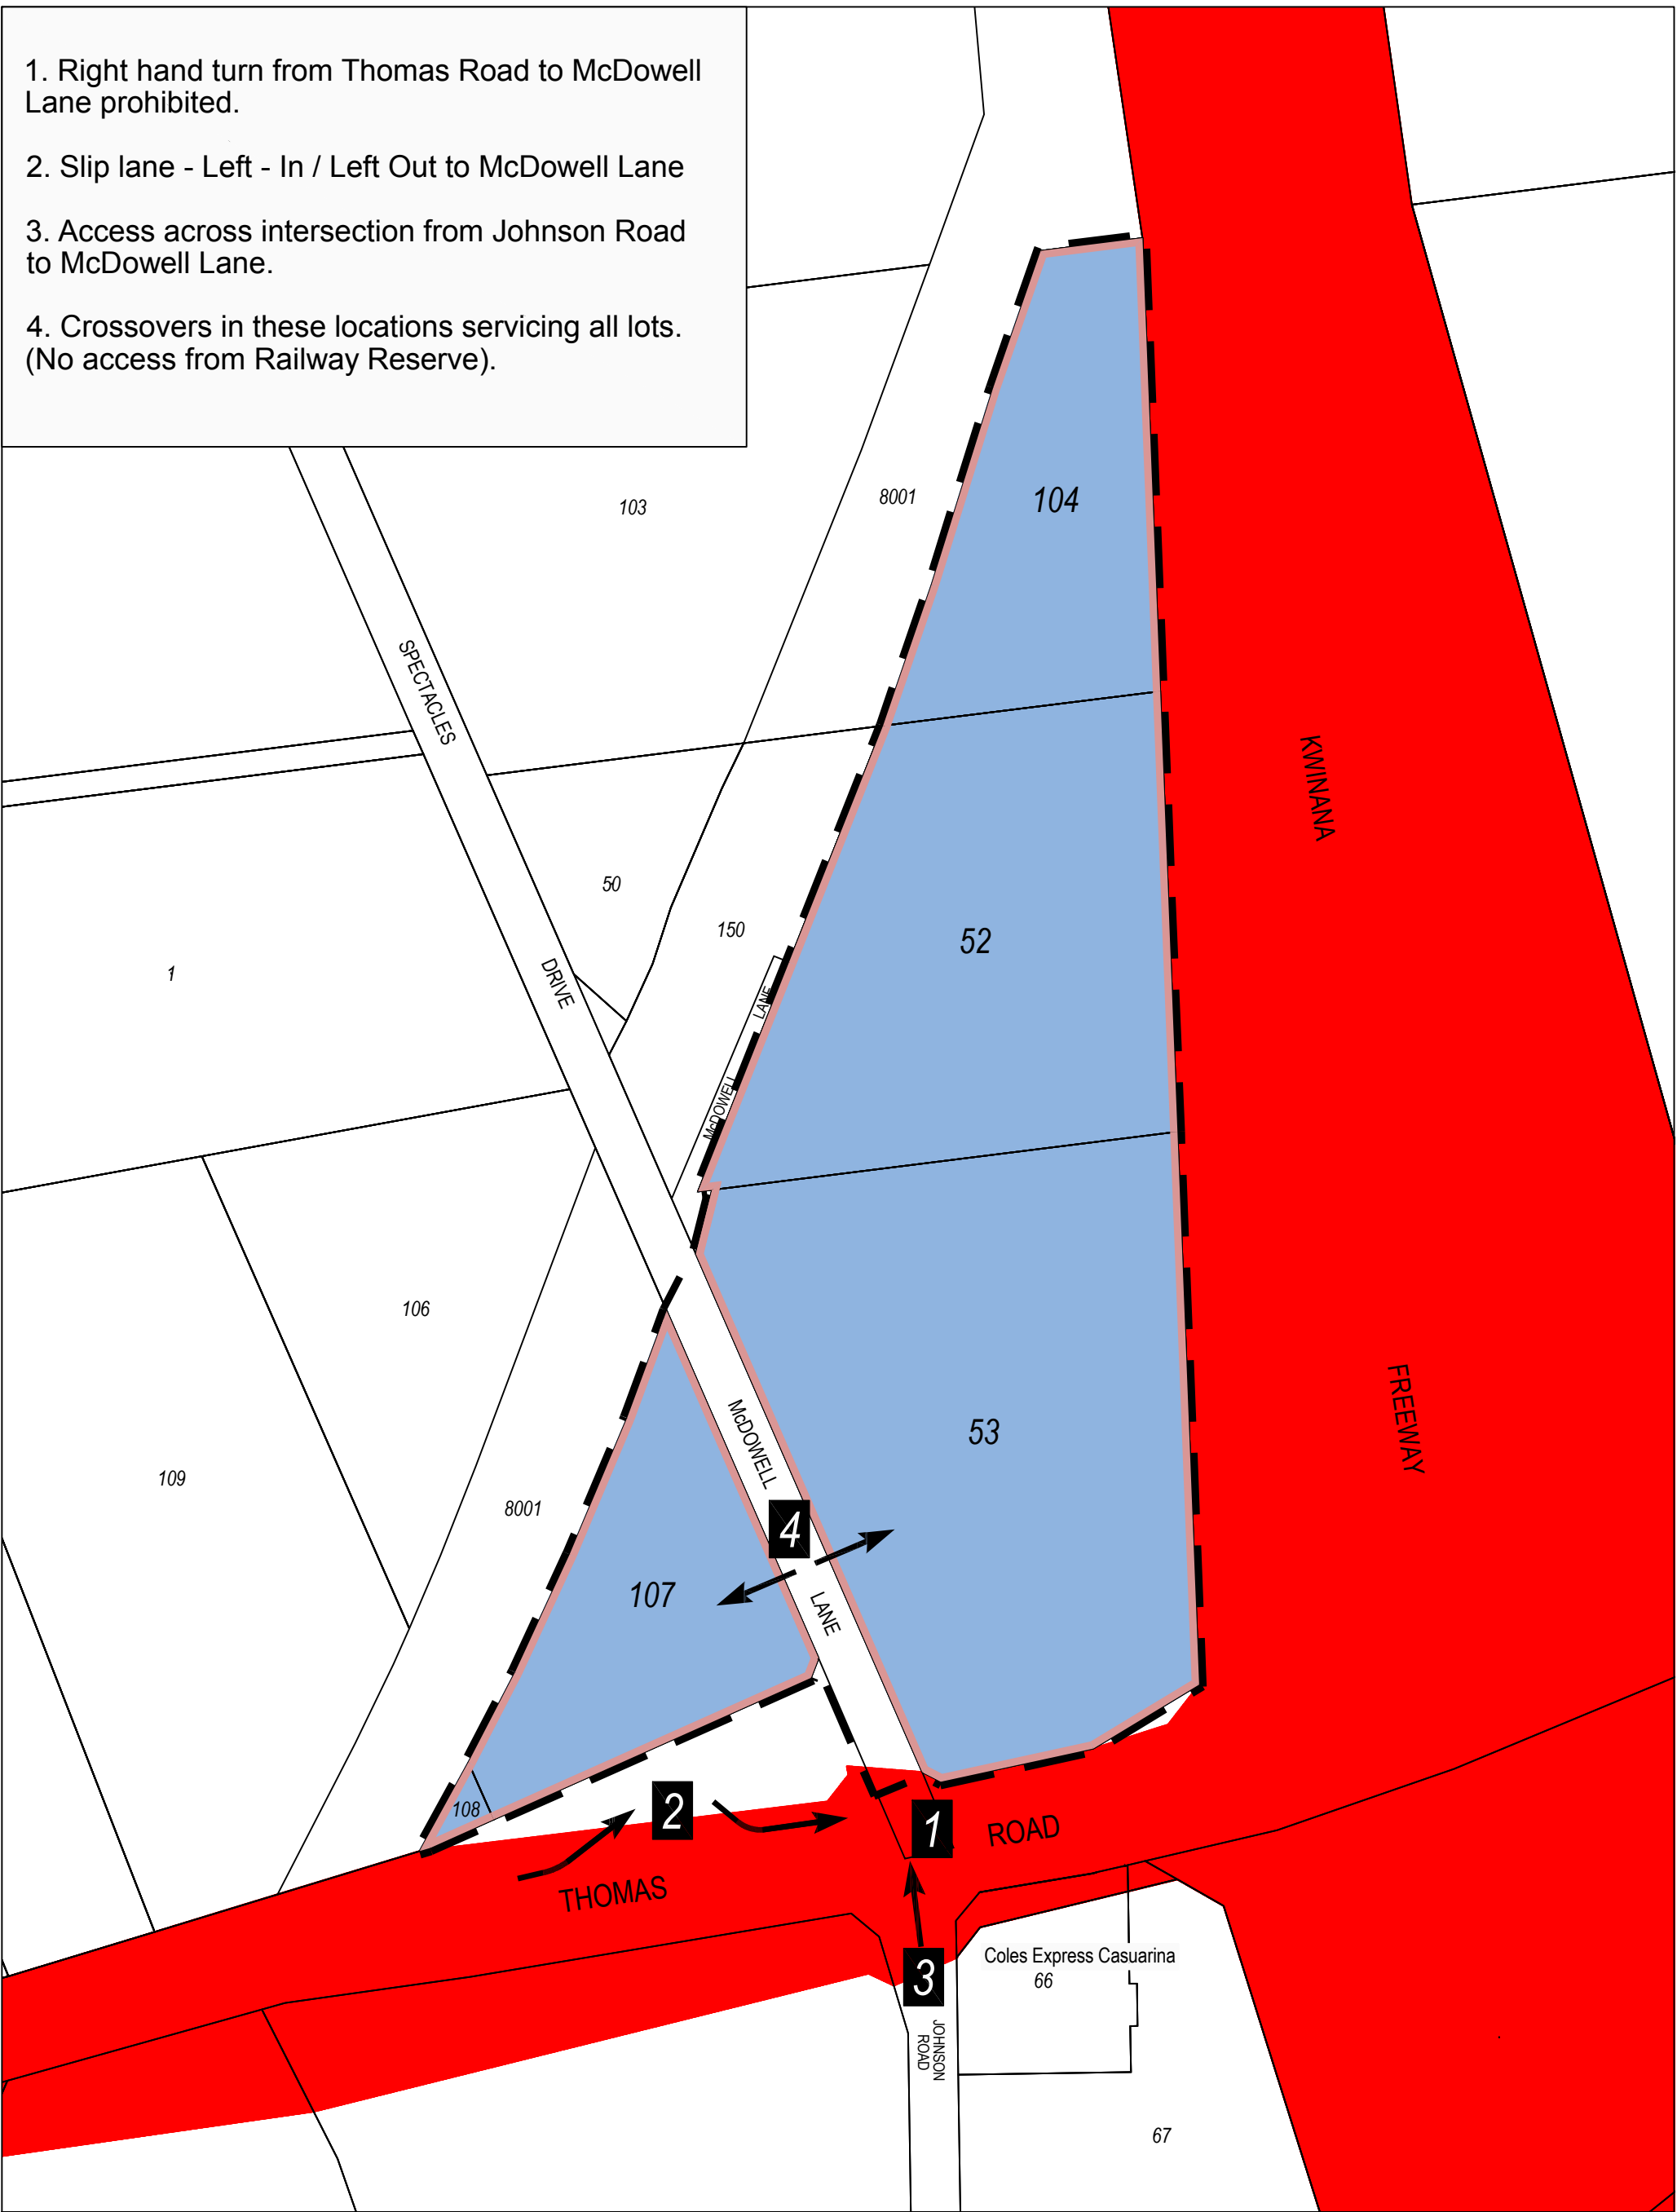 1. Right hand turn from Thomas Road to McDowell
Lane prohibited.
2. Slip lane - Left - In / Left Out to McDowell Lane
3. Access across intersection from Johnson Road
to McDowell Lane.
4. Crossovers in these locations servicing all lots.
(No access from Railway Reserve).
103
8001
104
SPECTACLES
KWINANA
50
150
52
1
DRIVE
LANE
McDOWELL
106
FREEWAY
McDOWELL
53
109
8001
4
107
LANE
108
2
1
ROAD
THOMAS
3
Coles Express Casuarina
66
JOHNSON
ROAD
67